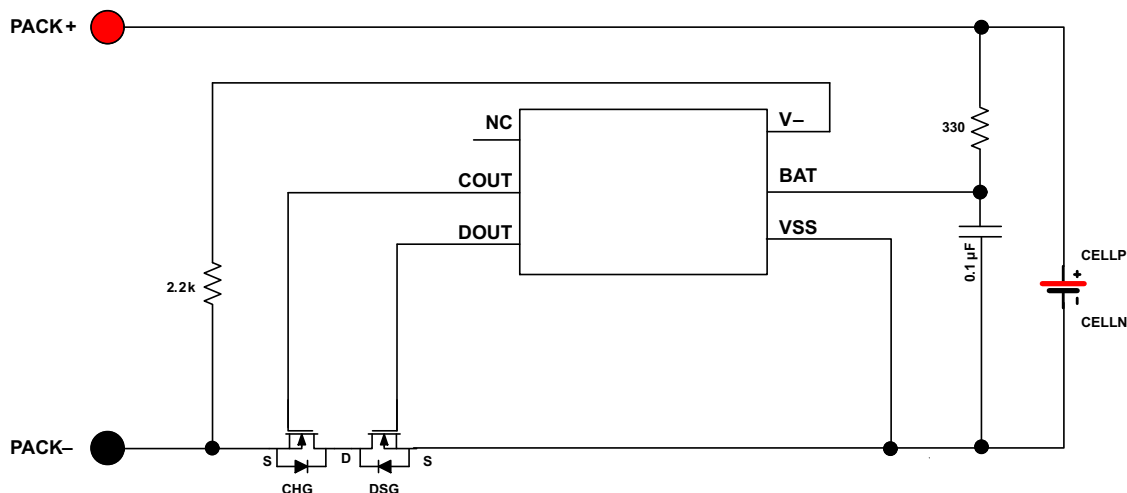 PACK+
NC
V–
330
COUT
BAT
DOUT
VSS
0.1 µF
CELLP
+
2.2k
-
CELLN
PACK–
S
D
S
CHG
DSG